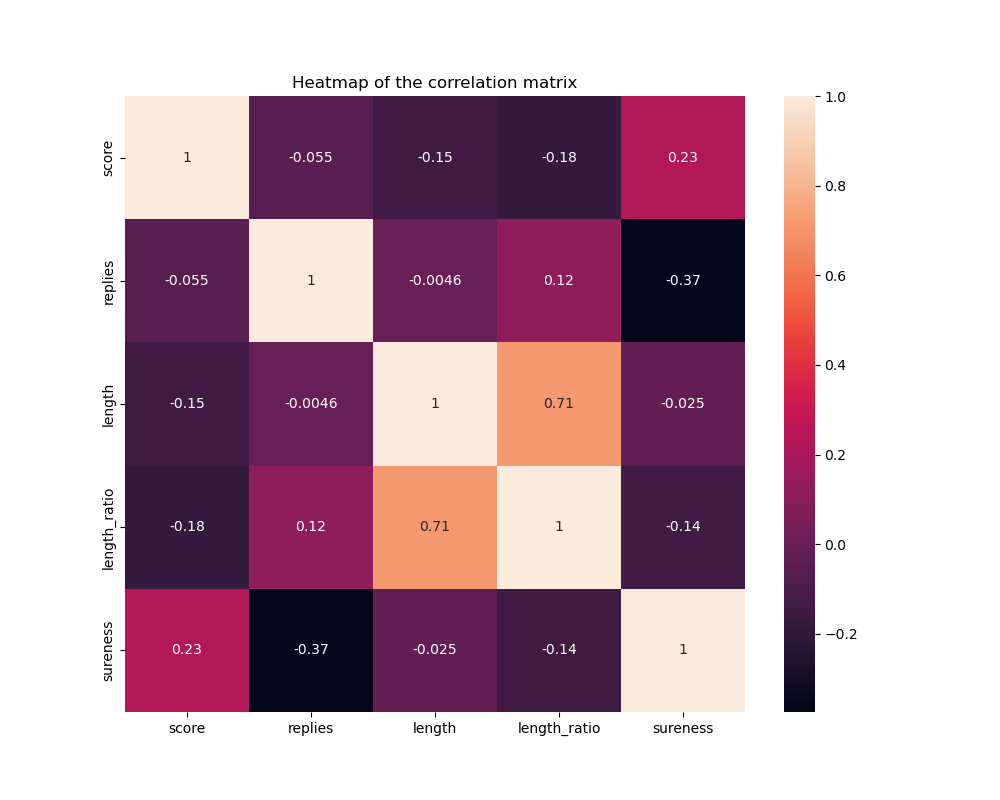 Heatmap of the correlation matrix
score 1 -0.055 -0.15 -0.18 0.23
replies -0.055 1 -0.0046 0.12 -0.37
length -0.15 -0.0046 1 0.71 -0.025
length_ratio -0.18 0.12 0.71 1 -0.14
sureness 0.23 -0.37 -0.025 -0.14 1
score replies length length_ratio sureness
1.0
0.8
0.6
0.4
0.2
0.0
−0.2